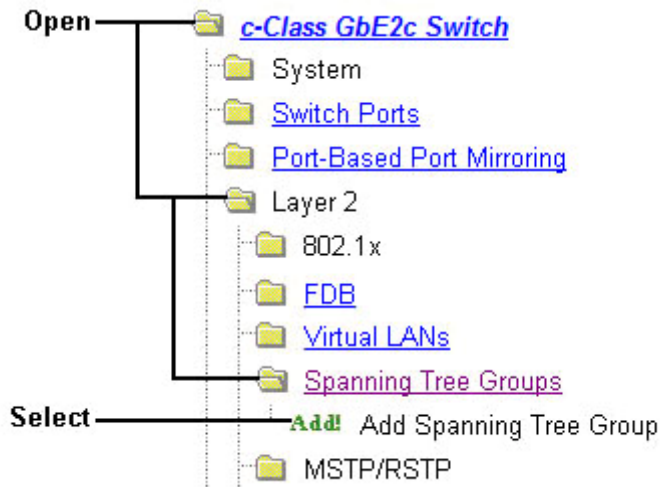 Open c-Class GbE2c Switch
System
Switch Ports
Port-Based Port Mirroring
Layer 2
802.1x
FDB
Virtual LANs
Spanning Tree Groups
Select Add! Add Spanning Tree Group
MSTP/RSTP